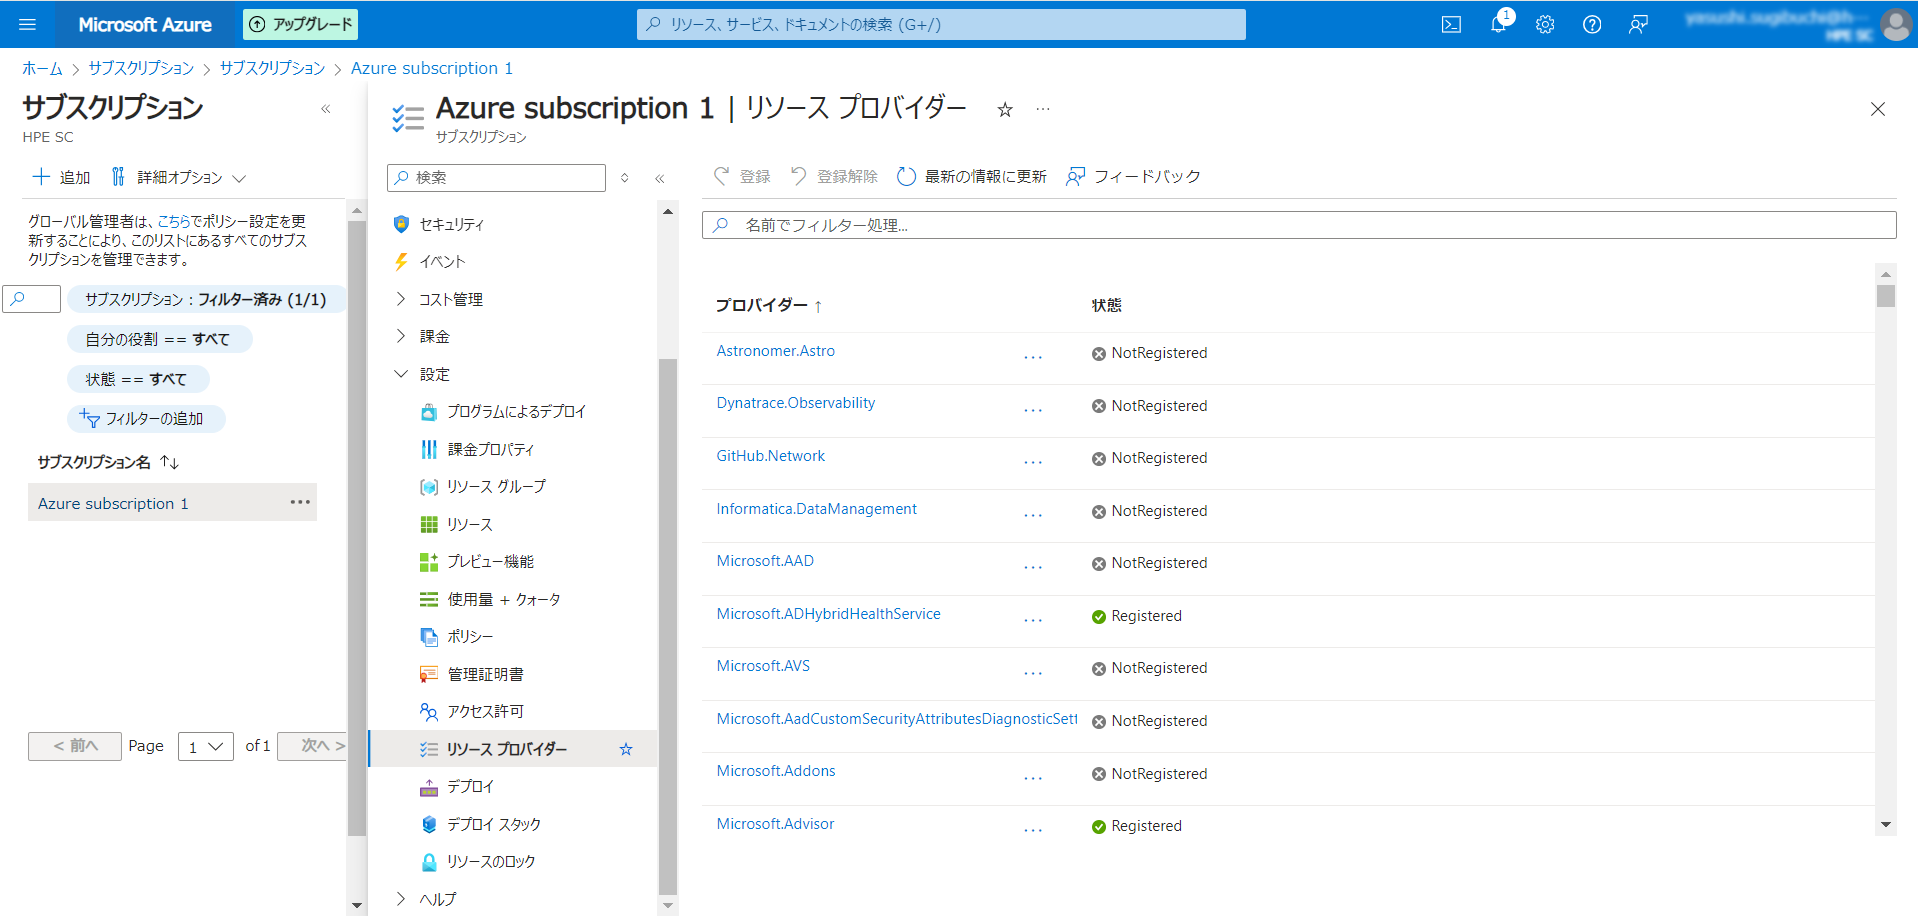 Microsoft Azure
アップグレード
リソース、サービス、ドキュメントの検索 (G+/)
1
HPE SC
ホーム > サブスクリプション > サブスクリプション > Azure subscription 1
サブスクリプション
«
HPE SC
追加
詳細オプション
グローバル管理者は、こちらでポリシー設定を更
新することにより、このリストにあるすべてのサブス
クリプションを管理できます。
サブスクリプション : フィルター済み (1/1)
自分の役割 == すべて
状態 == すべて
フィルターの追加
サブスクリプション名 ↑↓
Azure subscription 1 •••
< 前へ Page 1 of 1 次へ >
Azure subscription 1 | リソース プロバイダー ☆ …
サブスクリプション
検索
«
セキュリティ
イベント
コスト管理
課金
設定
プログラムによるデプロイ
課金プロパティ
リソース グループ
リソース
プレビュー機能
使用量 + クォータ
ポリシー
管理証明書
アクセス許可
リソース プロバイダー
デプロイ
デプロイ スタック
リソースのロック
ヘルプ
登録 登録解除 最新の情報に更新 フィードバック
名前でフィルター処理...
プロバイダー ↑ 状態
Astronomer.Astro ... NotRegistered
Dynatrace.Observability ... NotRegistered
GitHub.Network ... NotRegistered
Informatica.DataManagement ... NotRegistered
Microsoft.AAD ... NotRegistered
Microsoft.ADHybridHealthService ... Registered
Microsoft.AVS ... NotRegistered
Microsoft.AadCustomSecurityAttributesDiagnosticSett NotRegistered
Microsoft.Addons ... NotRegistered
Microsoft.Advisor ... Registered